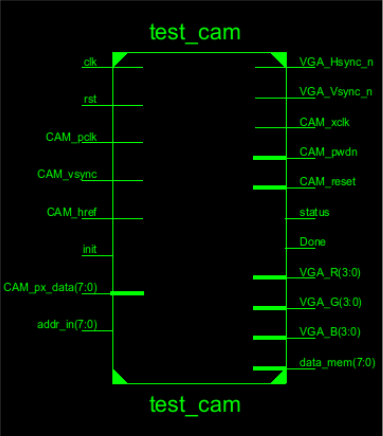 test_cam
clk
rst
CAM_pclk
CAM_vsync
CAM_href
init
CAM_px_data(7:0)
addr_in(7:0)
VGA_Hsync_n
VGA_Vsync_n
CAM_xclk
CAM_pwdn
CAM_reset
status
Done
VGA_R(3:0)
VGA_G(3:0)
VGA_B(3:0)
data_mem(7:0)
test_cam